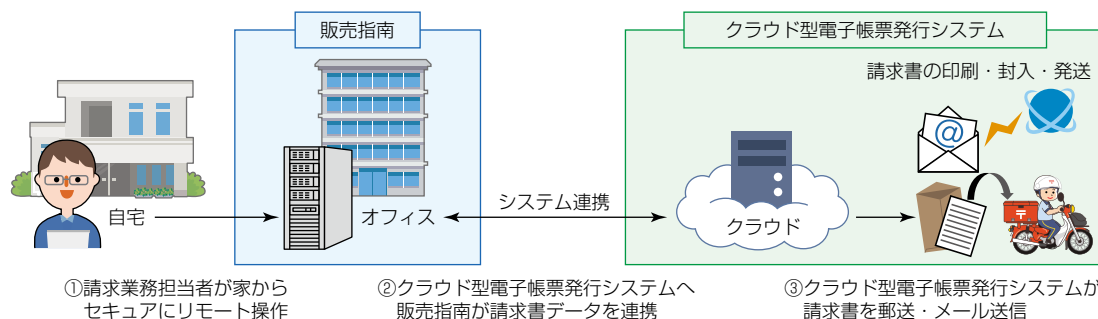 販売指南
クラウド型電子帳票発行システム
請求書の印刷・封入・発送
@
自宅
オフィス
システム連携
クラウド
〒
①請求業務担当者が家から
セキュアにリモート操作
②クラウド型電子帳票発行システムへ
販売指南が請求書データを連携
③クラウド型電子帳票発行システムが
請求書を郵送・メール送信